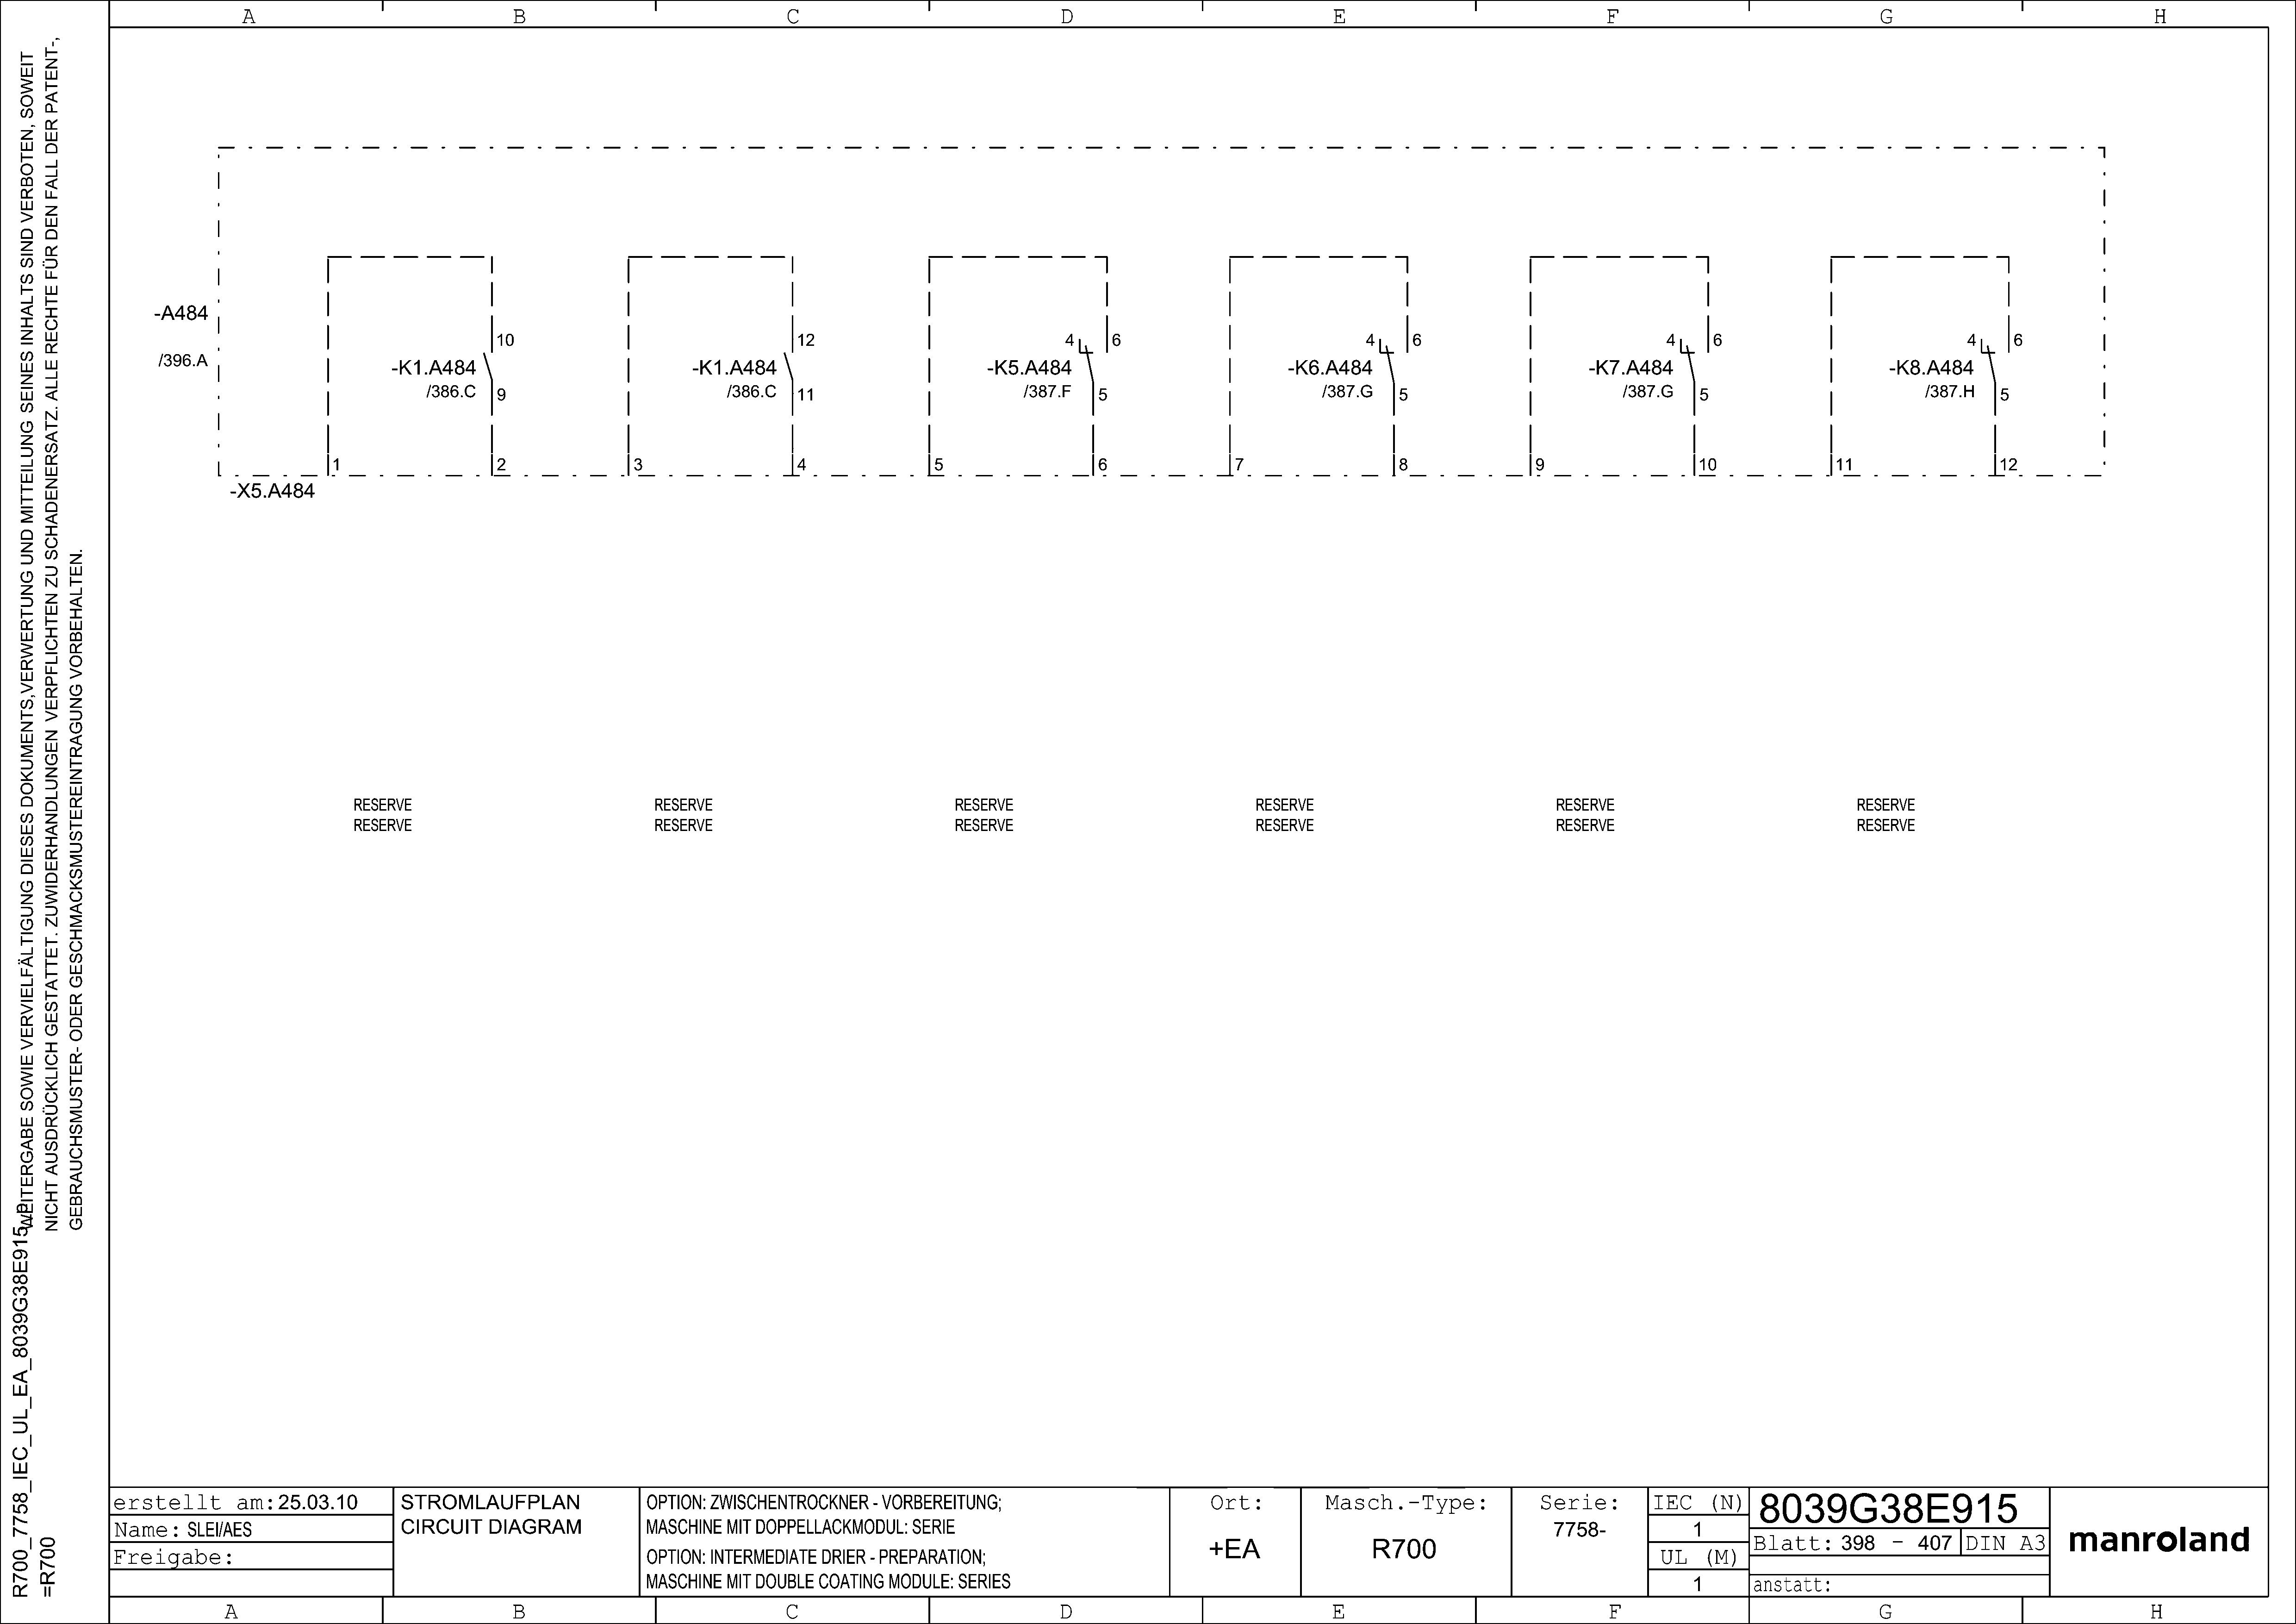 A B C D E F G H
WEITERGABE SOWIE VERVIELFÄLTIGUNG DIESES DOKUMENTS,VERWERTUNG UND MITTEILUNG SEINES INHALTS SIND VERBOTEN, SOWEIT
NICHT AUSDRÜCKLICH GESTATTET. ZUWIDERHANDLUNGEN VERPFLICHTEN ZU SCHADENERSATZ. ALLE RECHTE FÜR DEN FALL DER PATENT-,
GEBRAUCHSMUSTER- ODER GESCHMACKSMUSTEREINTRAGUNG VORBEHALTEN.
-A484
/396.A
10 12 4 6 4 6 4 6 4 6
-K1.A484 -K1.A484 -K5.A484 -K6.A484 -K7.A484 -K8.A484
/386.C 9 /386.C 11 /387.F 5 /387.G 5 /387.G 5 /387.H 5
1 2 3 4 5 6 7 8 9 10 11 12
-X5.A484
RESERVE RESERVE RESERVE RESERVE RESERVE RESERVE
RESERVE RESERVE RESERVE RESERVE RESERVE RESERVE
R700_7758_IEC_UL_EA_8039G38E915
=R700
erstellt am: 25.03.10
Name: SLEI/AES
Freigabe:
STROMLAUFPLAN
CIRCUIT DIAGRAM
OPTION: ZWISCHENTROCKNER - VORBEREITUNG;
MASCHINE MIT DOPPELLACKMODUL: SERIE
OPTION: INTERMEDIATE DRIER - PREPARATION;
MASCHINE MIT DOUBLE COATING MODULE: SERIES
Ort:
+EA
Masch.-Type:
R700
Serie:
7758-
IEC (N)
1
UL (M)
1
8039G38E915
Blatt: 398 - 407 DIN A3
anstatt:
manroland
A B C D E F G H